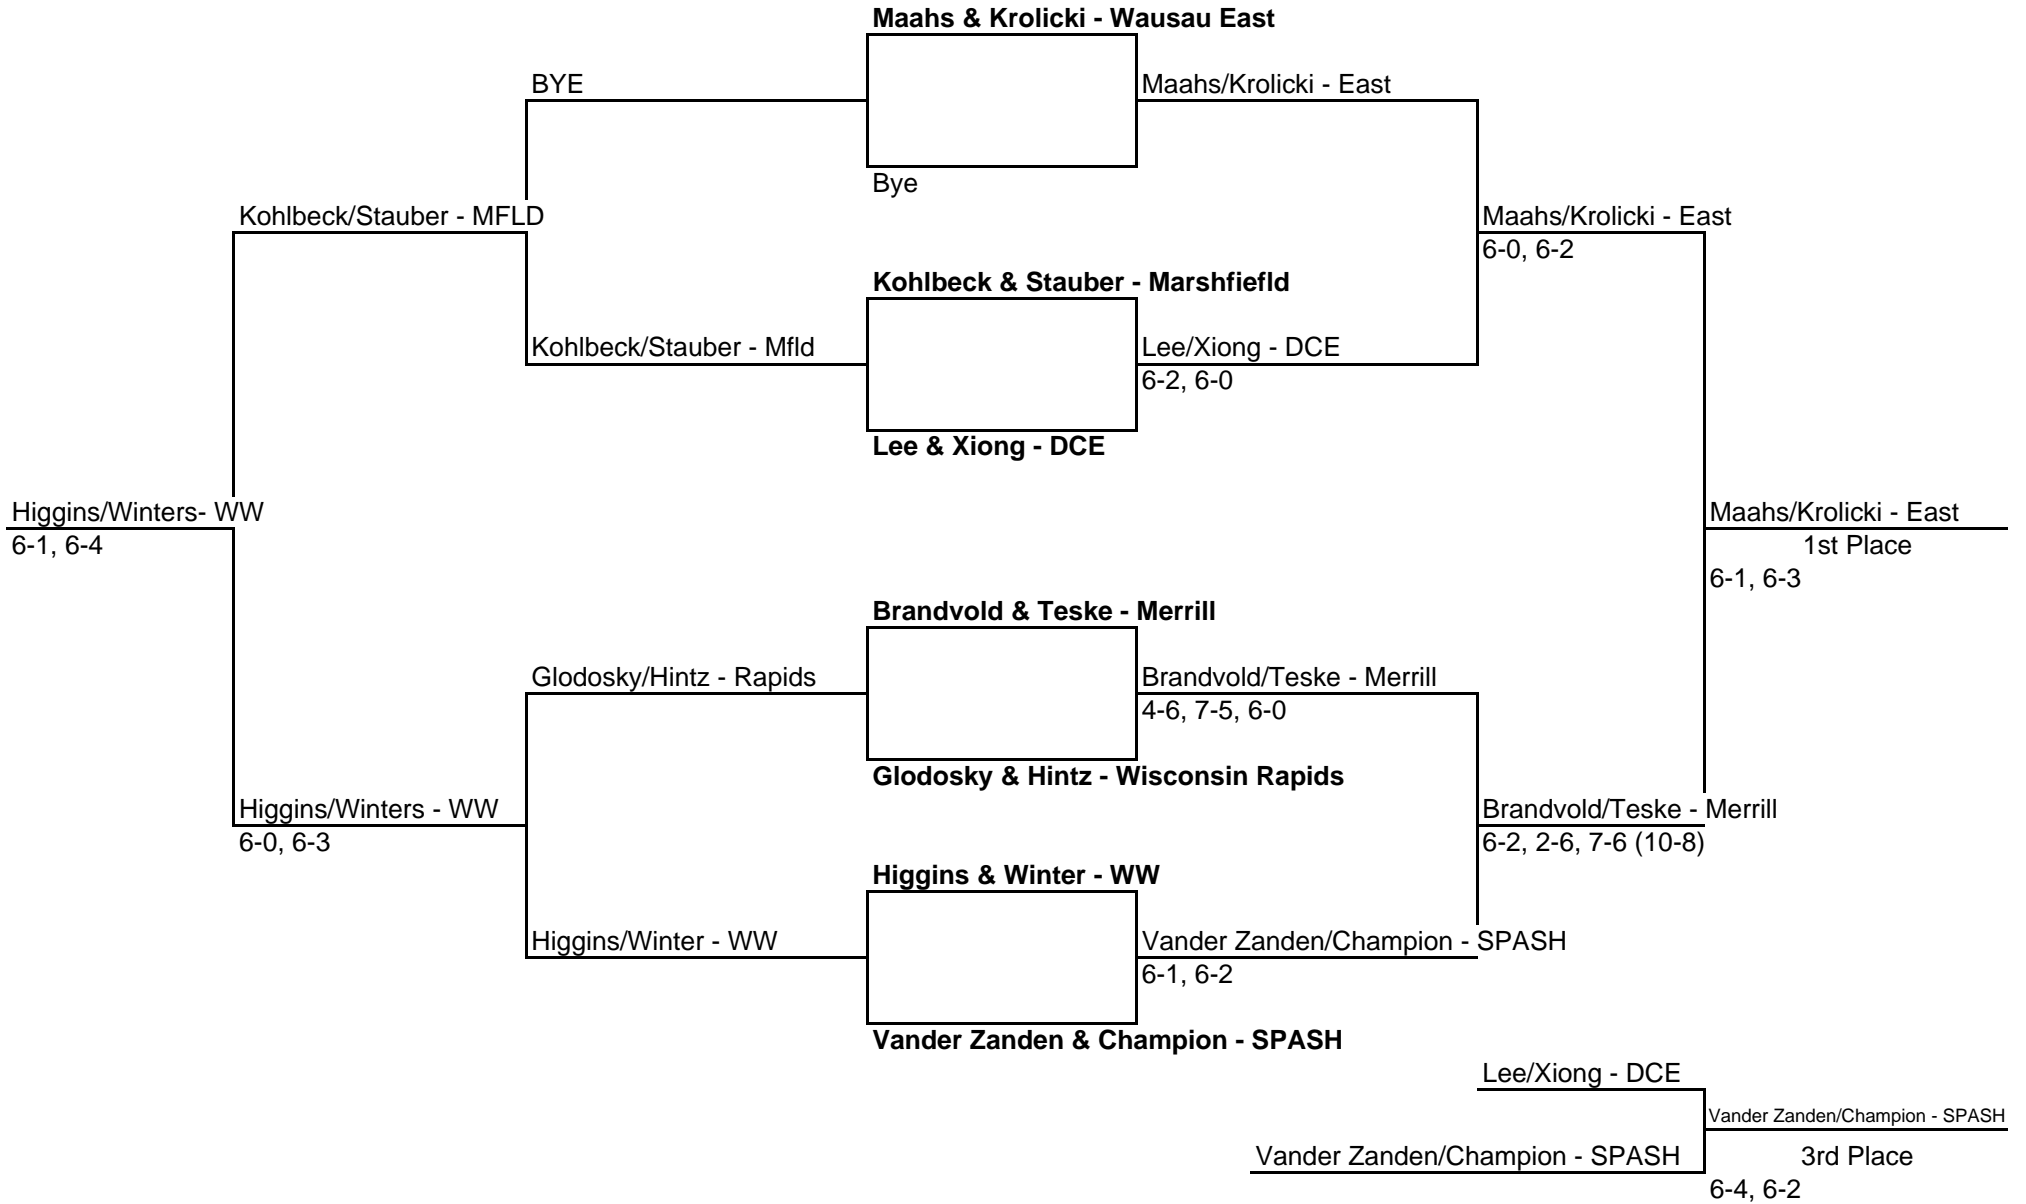 Maahs & Krolicki - Wausau East
BYE
Maahs/Krolicki - East
Bye
Kohlbeck/Stauber - MFLD
Maahs/Krolicki - East
6-0, 6-2
Kohlbeck & Stauber - Marshfiefld
Kohlbeck/Stauber - Mfld
Lee/Xiong - DCE
6-2, 6-0
Lee & Xiong - DCE
Higgins/Winters- WW
6-1, 6-4
Maahs/Krolicki - East
1st Place
6-1, 6-3
Brandvold & Teske - Merrill
Glodosky/Hintz - Rapids
Brandvold/Teske - Merrill
4-6, 7-5, 6-0
Glodosky & Hintz - Wisconsin Rapids
Higgins/Winters - WW
6-0, 6-3
Brandvold/Teske - Merrill
6-2, 2-6, 7-6 (10-8)
Higgins & Winter - WW
Higgins/Winter - WW
Vander Zanden/Champion - SPASH
6-1, 6-2
Vander Zanden & Champion - SPASH
Lee/Xiong - DCE
Vander Zanden/Champion - SPASH
Vander Zanden/Champion - SPASH
3rd Place
6-4, 6-2